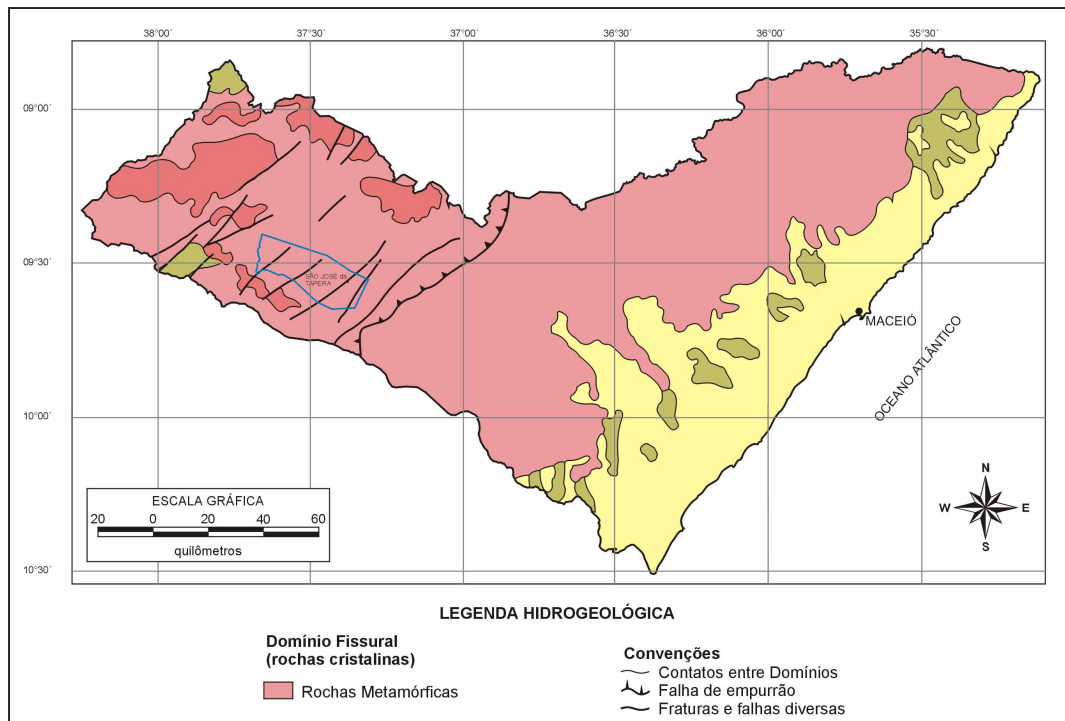 38°00´ 37°30´ 37°00´ 36°30´ 36°00´ 35°30´
09°00´
09°30´
SÃO JOSÉ da
TAPERA
MACEIÓ
OCEANO ATLÂNTICO
10°00´
10°30´
ESCALA GRÁFICA
20 0 20 40 60
quilômetros
N
W E
S
LEGENDA HIDROGEOLÓGICA
Domínio Fissural
(rochas cristalinas)
Rochas Metamórficas
Convenções
Contatos entre Domínios
Falha de empurrão
Fraturas e falhas diversas